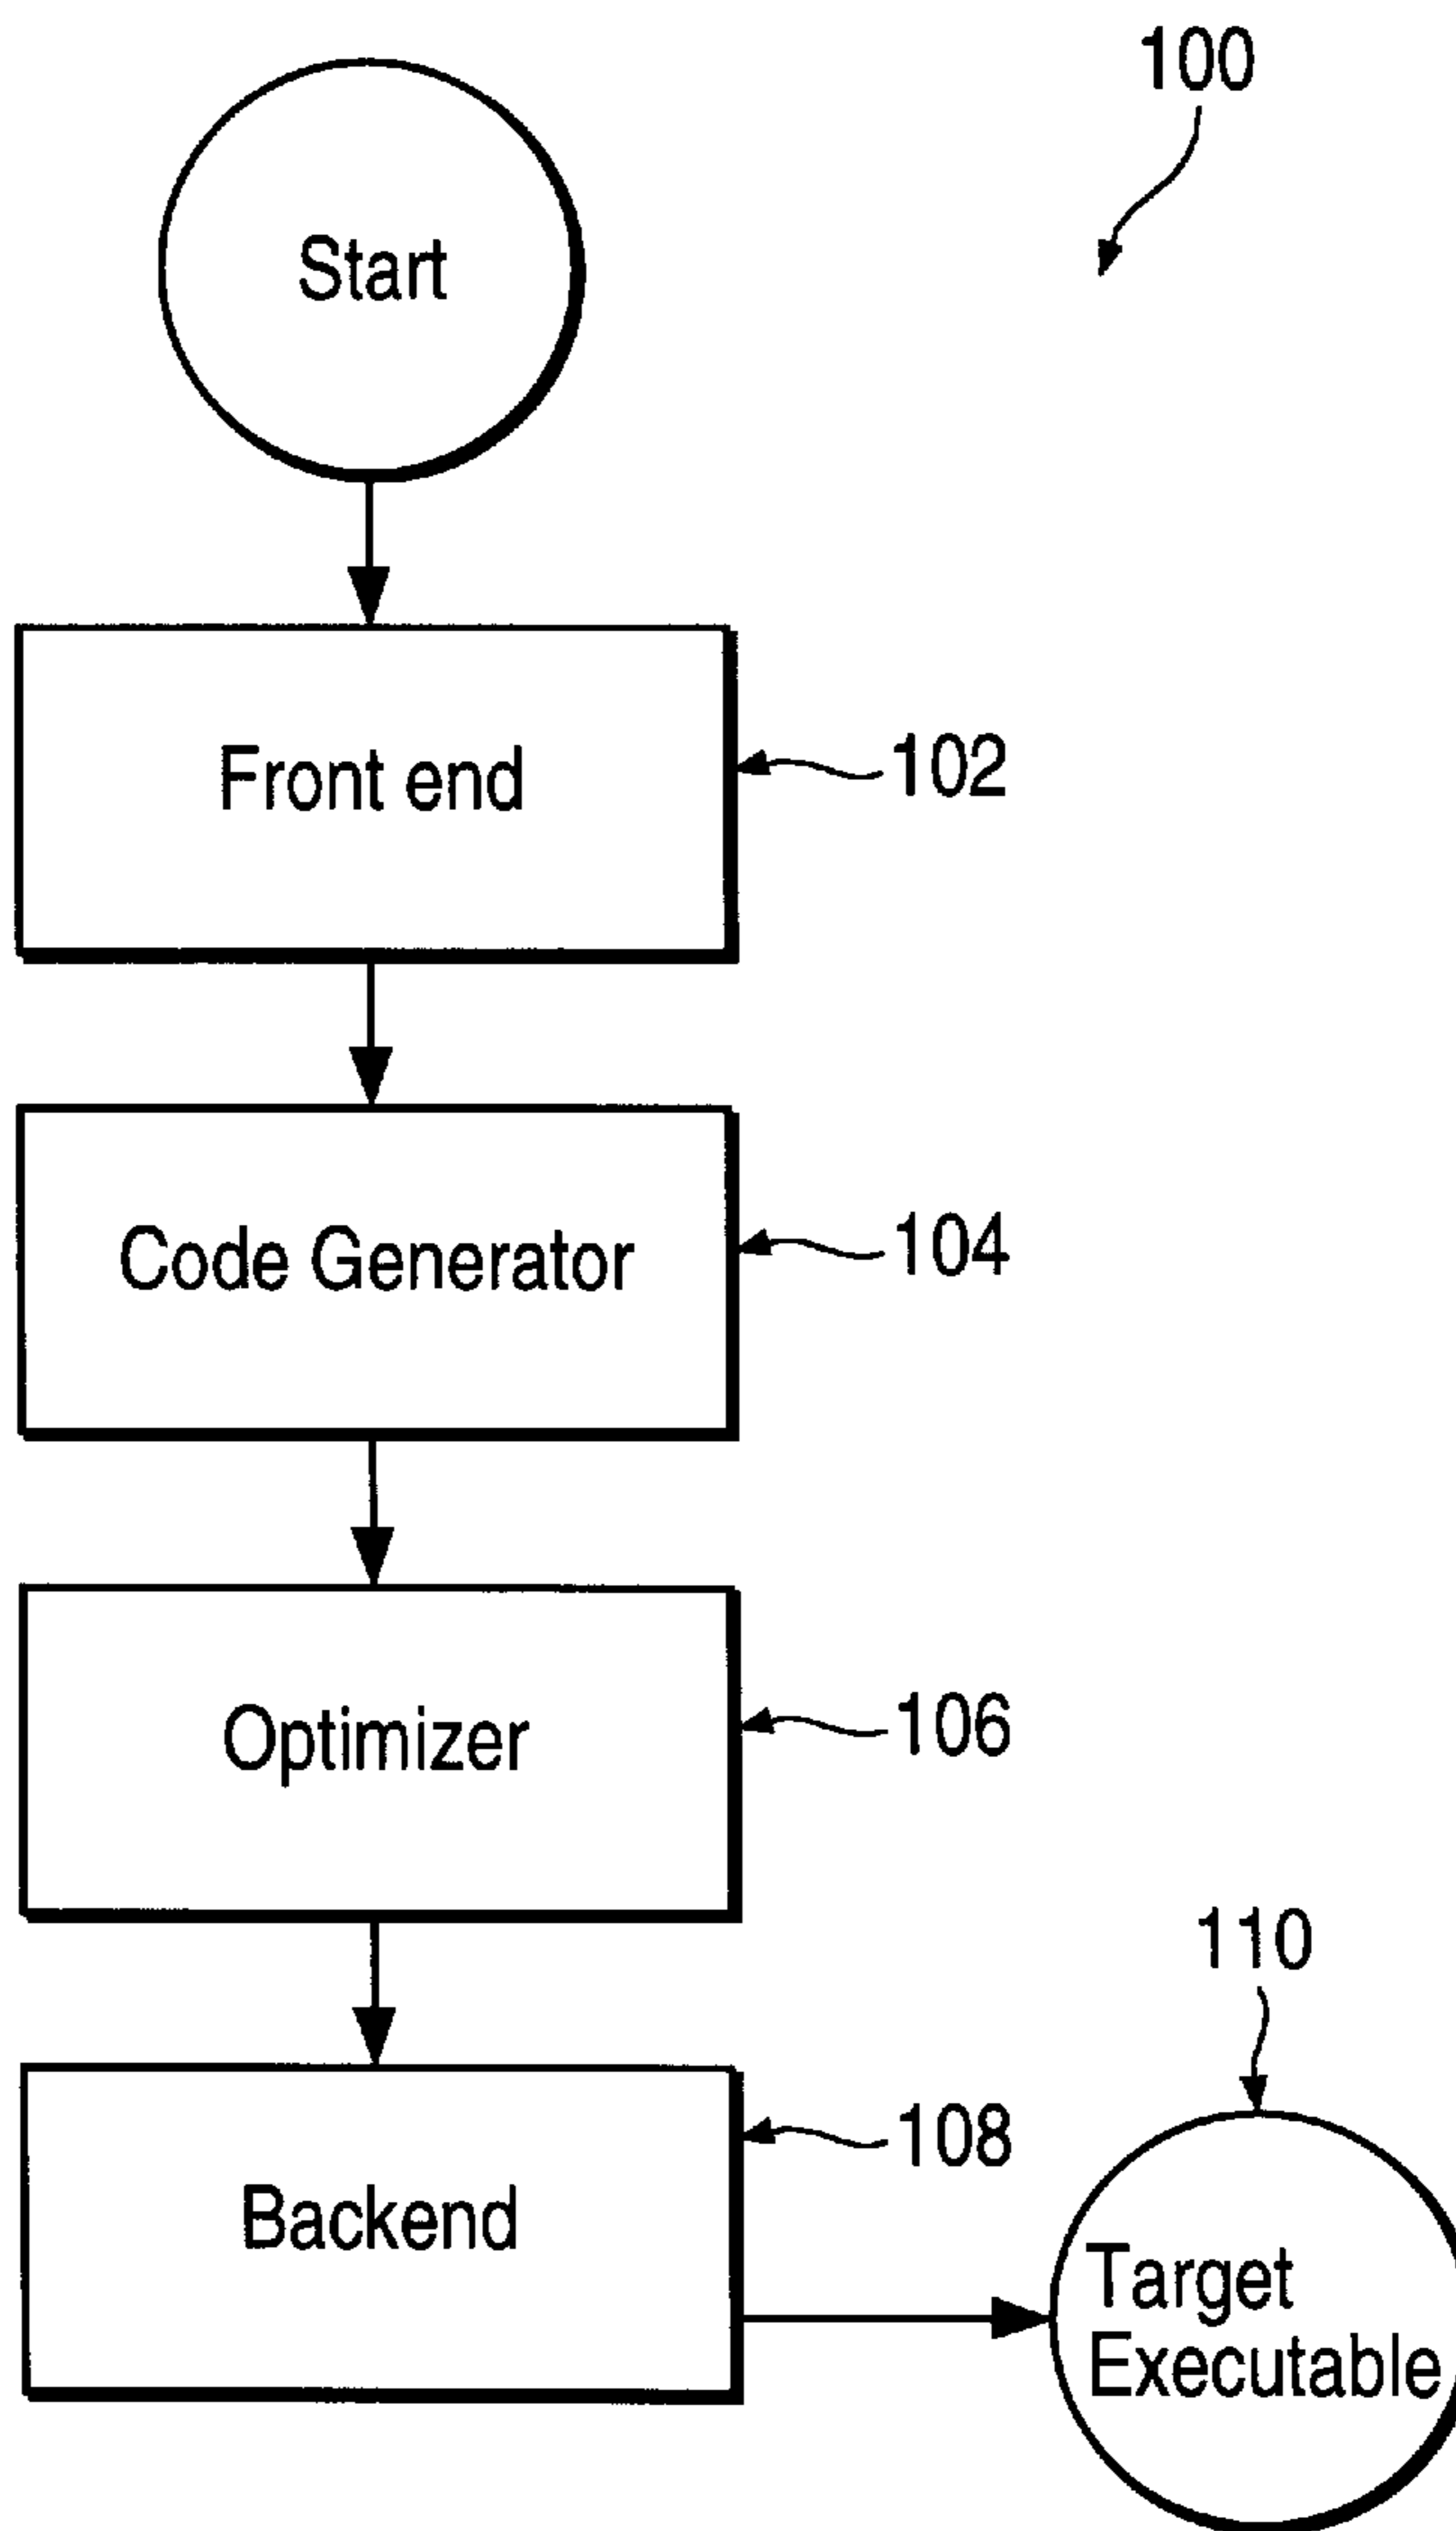 100
Start
Front end
102
Code Generator
104
Optimizer
106
110
Backend
108
Target
Executable